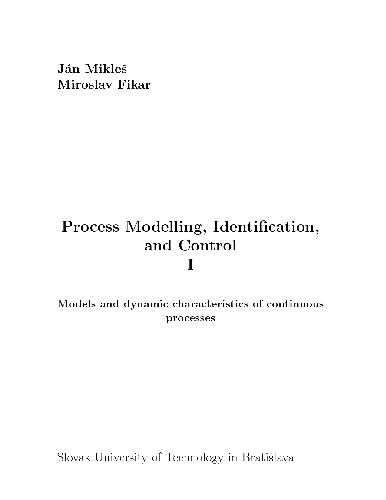 Ján Mikleš
Miroslav Fikar
Process Modelling, Identification,
and Control
I
Models and dynamic characteristics of continuous
processes
Slovak University of Technology in Bratislava